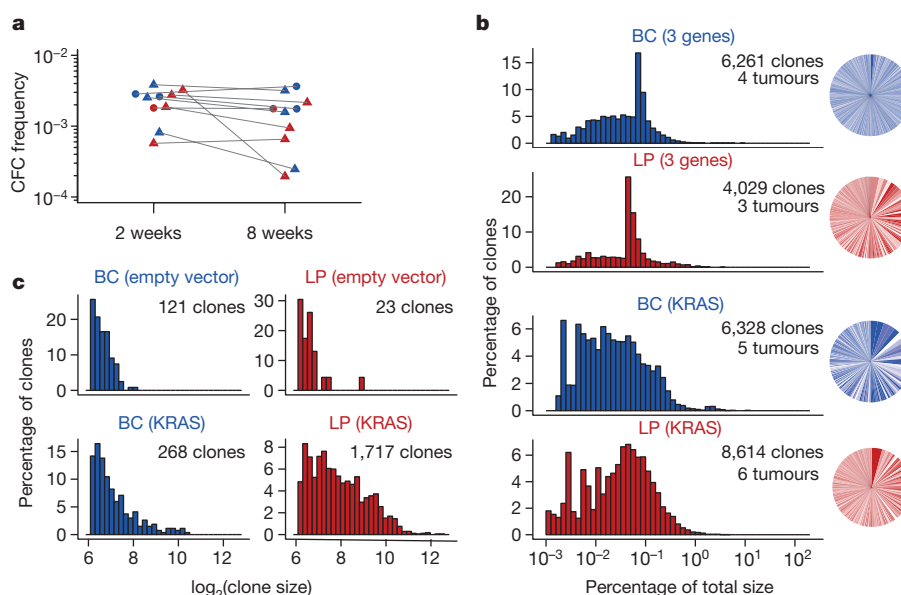 a
CFC frequency
10⁻²
10⁻³
10⁻⁴
2 weeks
8 weeks
b
Percentage of clones
BC (3 genes)
6,261 clones
4 tumours
15
10
5
0
LP (3 genes)
4,029 clones
3 tumours
20
10
0
BC (KRAS)
6,328 clones
5 tumours
6
4
2
0
LP (KRAS)
8,614 clones
6 tumours
6
4
2
0
10⁻³ 10⁻² 10⁻¹ 10⁰ 10¹ 10²
Percentage of total size
c
Percentage of clones
BC (empty vector)
121 clones
20
10
0
LP (empty vector)
23 clones
30
20
10
0
BC (KRAS)
268 clones
15
10
5
0
LP (KRAS)
1,717 clones
8
6
4
2
0
6 8 10 12
6 8 10 12
log₂(clone size)